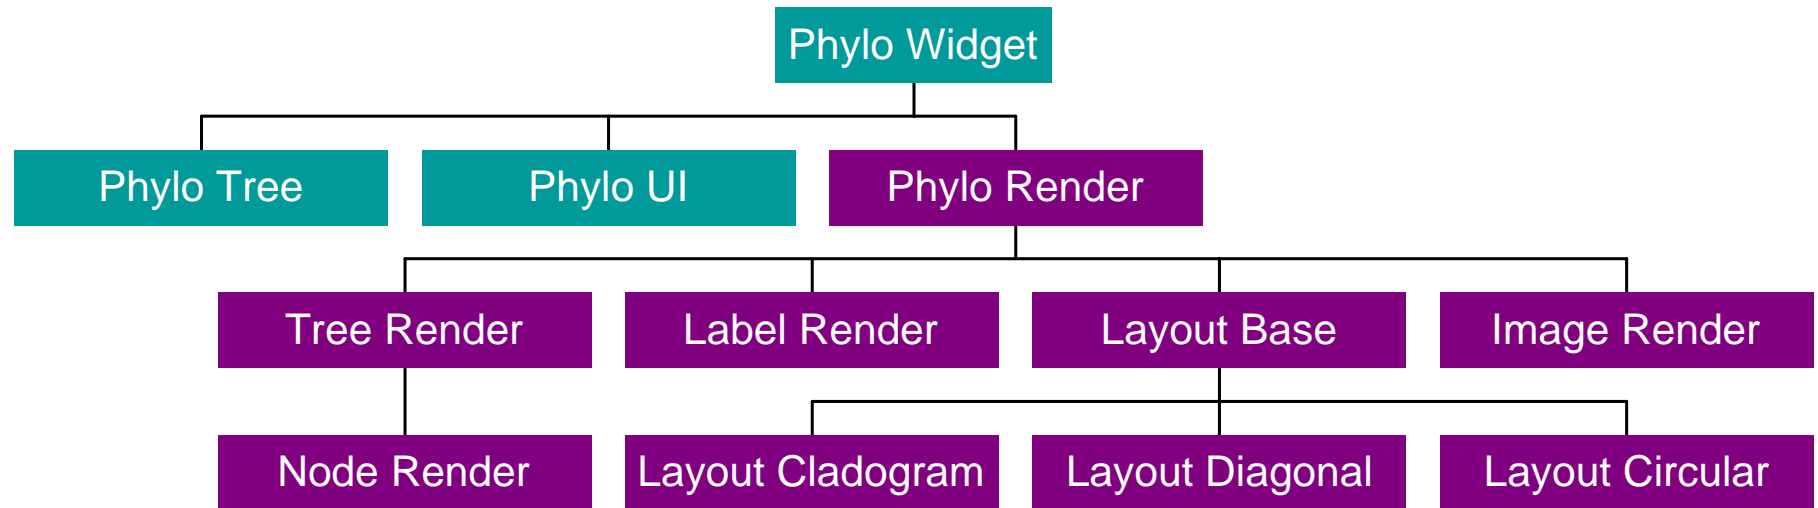 Phylo Widget
Phylo Tree
Phylo UI
Phylo Render
Tree Render
Label Render
Layout Base
Image Render
Node Render
Layout Cladogram
Layout Diagonal
Layout Circular